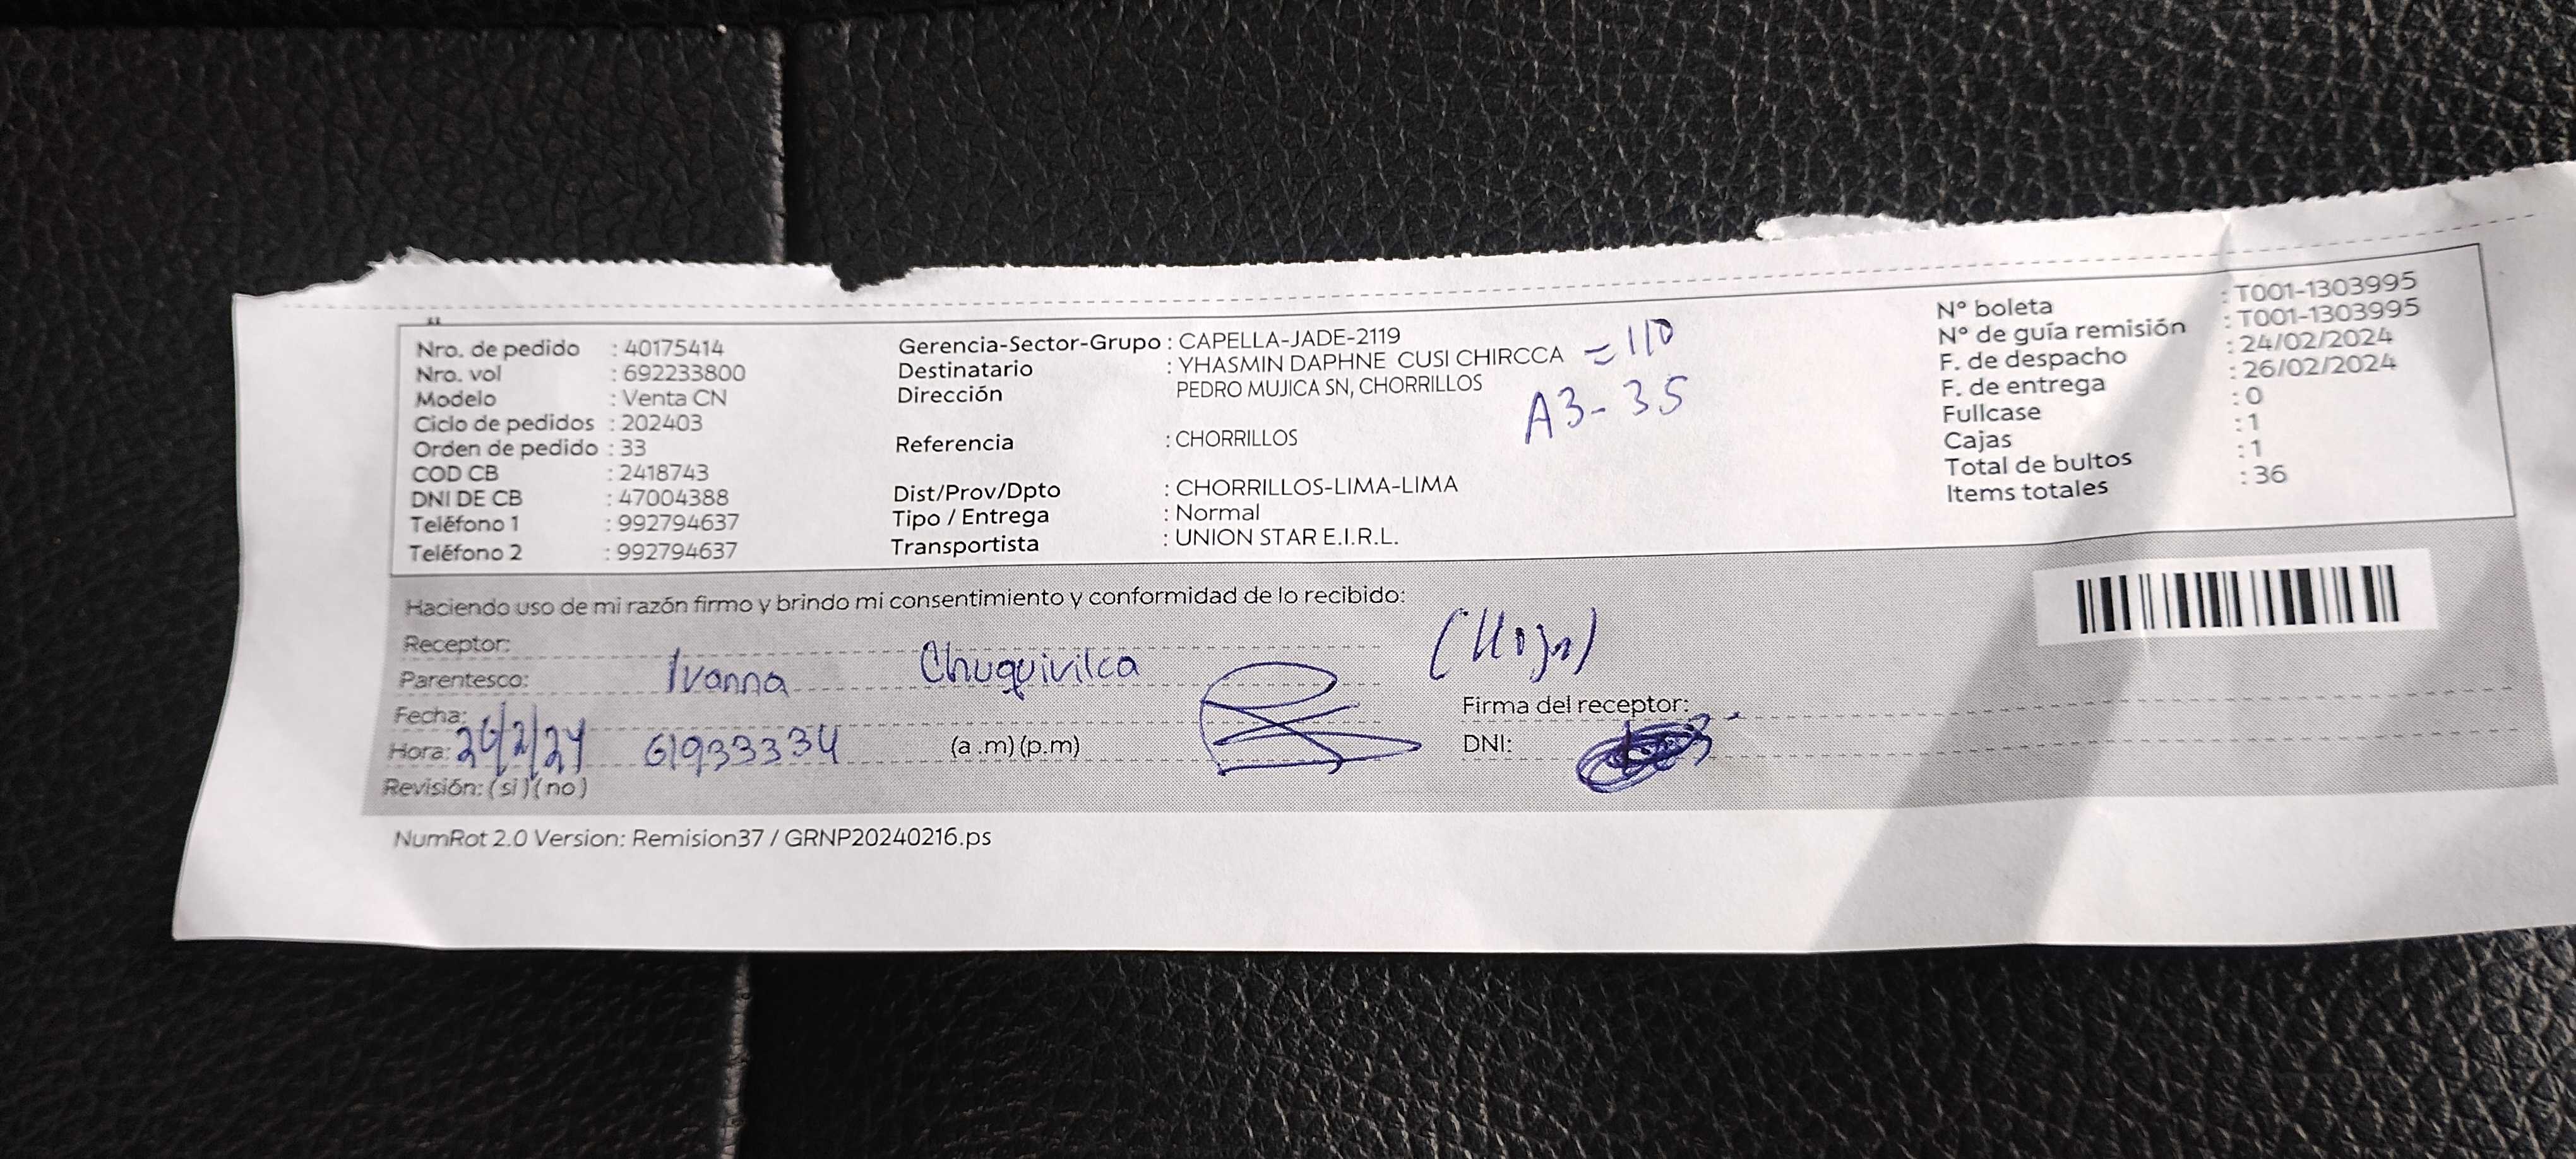 Nro. de pedido : 40175414
Nro. vol : 692233800
Modelo : Venta CN
Ciclo de pedidos : 202403
Orden de pedido : 33
COD CB : 2418743
DNI DE CB : 47004388
Teléfono 1 : 992794637
Teléfono 2 : 992794637
Gerencia-Sector-Grupo : CAPELLA-JADE-2119
Destinatario : YHASMIN DAPHNE CUSI CHIRCCA = 110
Dirección PEDRO MUJICA SN, CHORRILLOS
A3-35
Referencia : CHORRILLOS
Dist/Prov/Dpto : CHORRILLOS-LIMA-LIMA
Tipo / Entrega : Normal
Transportista : UNION STAR E.I.R.L.
N° boleta : T001-1303995
N° de guía remisión : T001-1303995
F. de despacho : 24/02/2024
F. de entrega : 26/02/2024
Fullcase : 0
Cajas : 1
Total de bultos : 1
Items totales : 36
Haciendo uso de mi razón firmo y brindo mi consentimiento y conformidad de lo recibido:
Receptor:
Parentesco: Ivanna Chuquivilca
Fecha:
Firma del receptor:
Hora: 26/2/24 61933334 (a.m) (p.m)
DNI:
Revisión: (si) (no)
NumRot 2.0 Version: Remision37 / GRNP20240216.ps